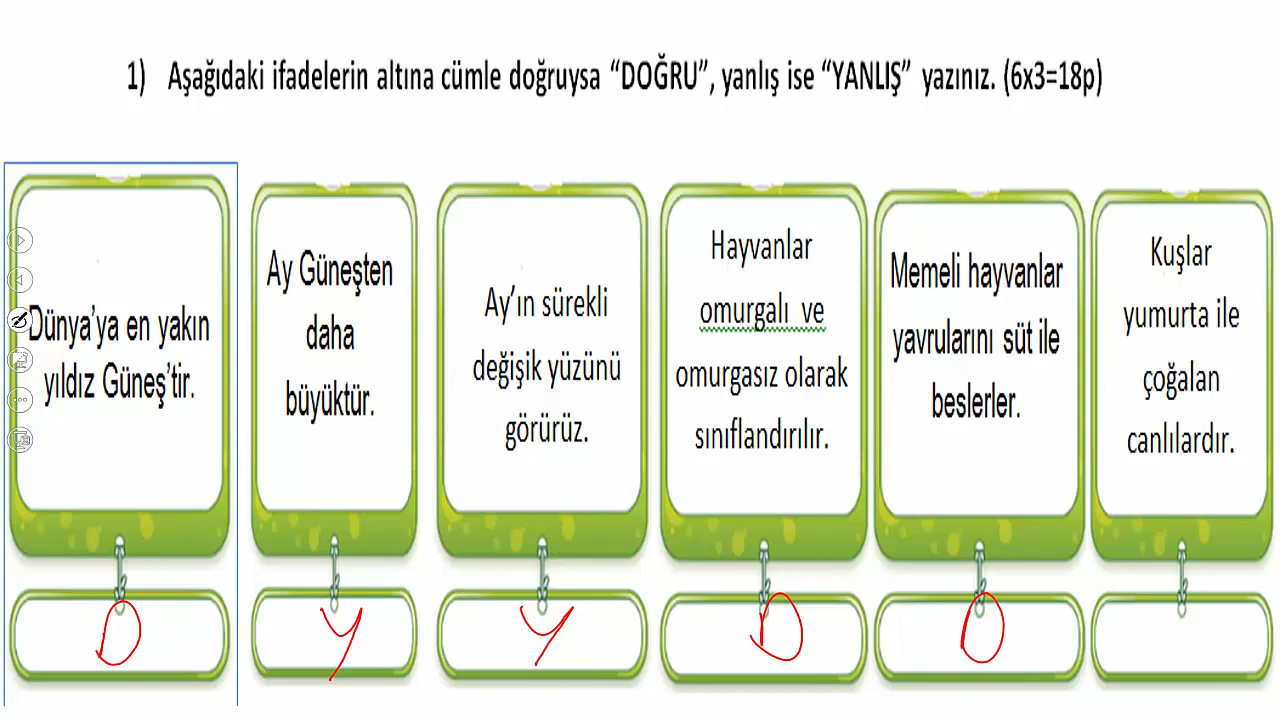 1) Aşağıdaki ifadelerin altına cümle doğruysa “DOĞRU”, yanlış ise “YANLIŞ” yazınız. (6x3=18p)
Dünya’ya en yakın
yıldız Güneş’tir.
D
Ay Güneşten
daha
büyüktür.
Y
Ay’ın sürekli
değişik yüzünü
görürüz.
Y
Hayvanlar
omurgalı ve
omurgasız olarak
sınıflandırılır.
D
Memeli hayvanlar
yavrularını süt ile
beslerler.
D
Kuşlar
yumurta ile
çoğalan
canlılardır.